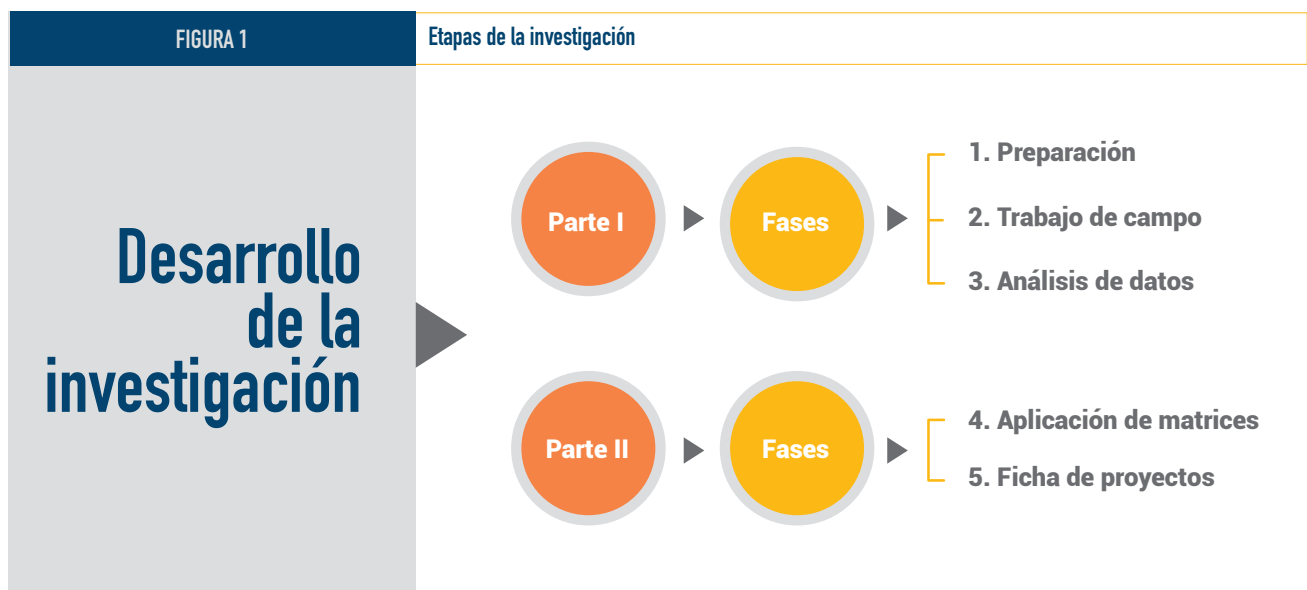 FIGURA 1
Etapas de la investigación
Desarrollo
de la
investigación
Parte I
Fases
1. Preparación
2. Trabajo de campo
3. Análisis de datos
Parte II
Fases
4. Aplicación de matrices
5. Ficha de proyectos